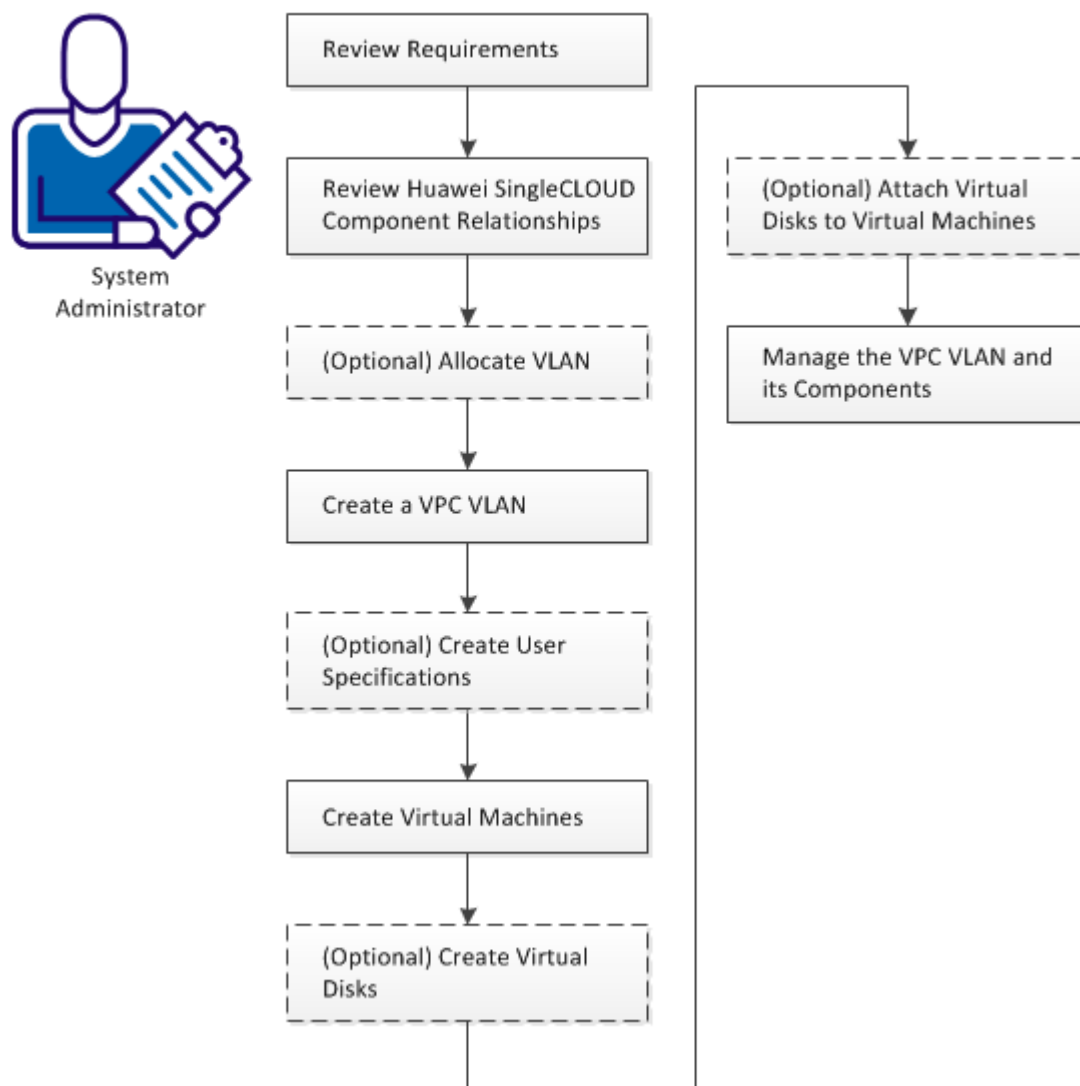 System
Administrator
Review Requirements
Review Huawei SingleCLOUD
Component Relationships
(Optional) Allocate VLAN
Create a VPC VLAN
(Optional) Create User
Specifications
Create Virtual Machines
(Optional) Create Virtual
Disks
(Optional) Attach Virtual
Disks to Virtual Machines
Manage the VPC VLAN and
its Components